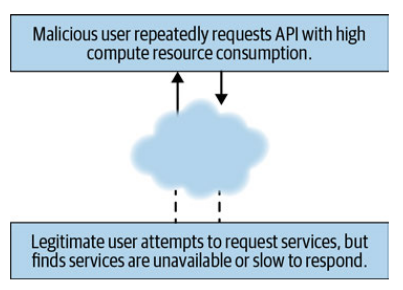 Malicious user repeatedly requests API with high
compute resource consumption.
Legitimate user attempts to request services, but
finds services are unavailable or slow to respond.